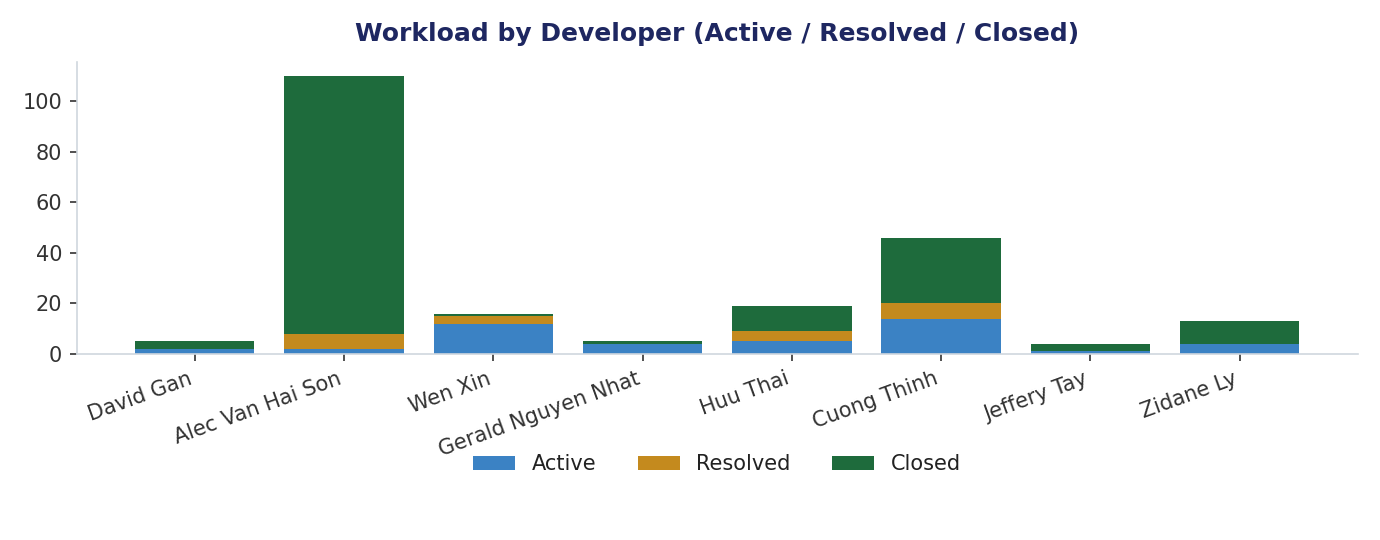 Workload by Developer (Active / Resolved / Closed)
100
80
60
40
20
0
David Gan
Alec Van Hai Son
Wen Xin
Gerald Nguyen Nhat
Huu Thai
Cuong Thinh
Jeffery Tay
Zidane Ly
Active
Resolved
Closed